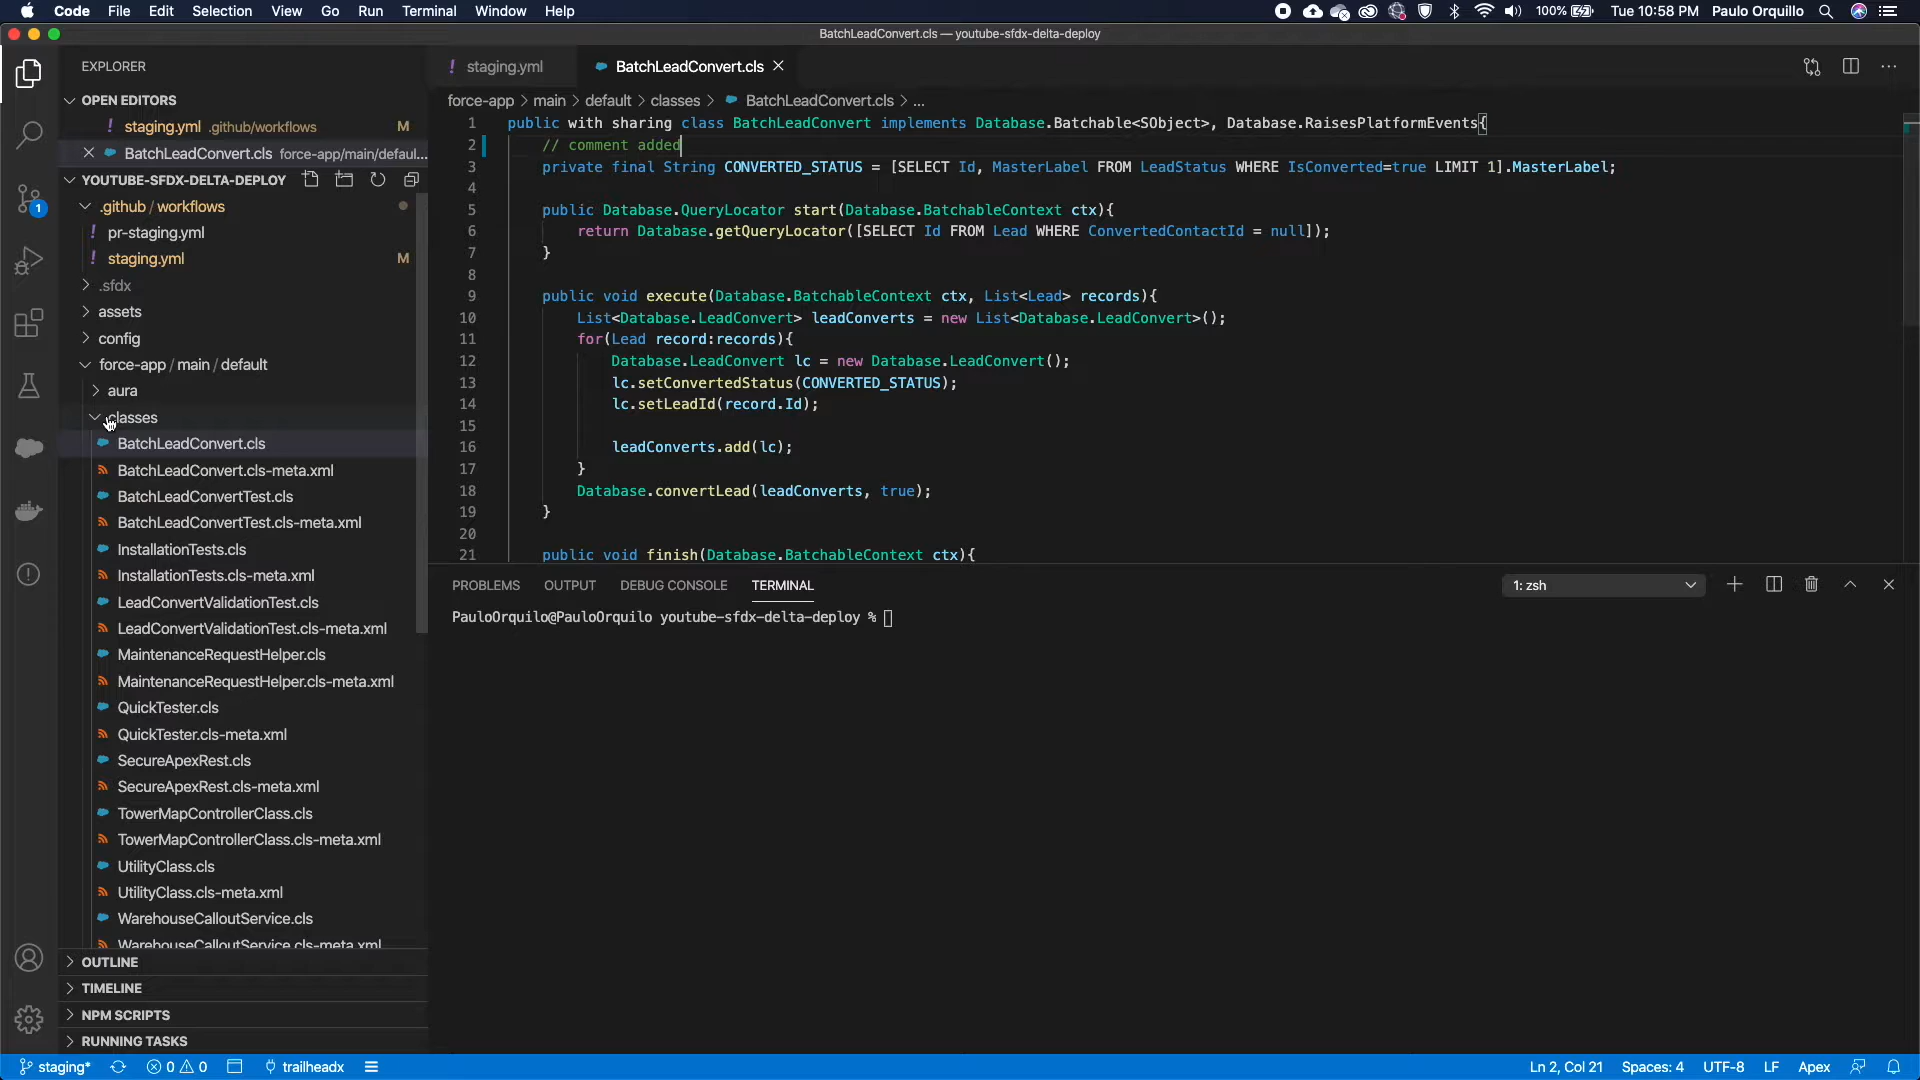 Code File Edit Selection View Go Run Terminal Window Help 100% Tue 10:58 PM Paulo Orquillo
BatchLeadConvert.cls — youtube-sfdx-delta-deploy
EXPLORER
OPEN EDITORS
staging.yml .github/workflows M
BatchLeadConvert.cls force-app/main/defaul...
YOUTUBE-SFDX-DELTA-DEPLOY
.github / workflows
pr-staging.yml
staging.yml M
.sfdx
assets
config
force-app / main / default
aura
classes
BatchLeadConvert.cls
BatchLeadConvert.cls-meta.xml
BatchLeadConvertTest.cls
BatchLeadConvertTest.cls-meta.xml
InstallationTests.cls
InstallationTests.cls-meta.xml
LeadConvertValidationTest.cls
LeadConvertValidationTest.cls-meta.xml
MaintenanceRequestHelper.cls
MaintenanceRequestHelper.cls-meta.xml
QuickTester.cls
QuickTester.cls-meta.xml
SecureApexRest.cls
SecureApexRest.cls-meta.xml
TowerMapControllerClass.cls
TowerMapControllerClass.cls-meta.xml
UtilityClass.cls
UtilityClass.cls-meta.xml
WarehouseCalloutService.cls
WarehouseCalloutService.cls-meta.xml
OUTLINE
TIMELINE
NPM SCRIPTS
RUNNING TASKS
1
staging.yml BatchLeadConvert.cls
force-app > main > default > classes > BatchLeadConvert.cls > ...
1 public with sharing class BatchLeadConvert implements Database.Batchable<SObject>, Database.RaisesPlatformEvents{
2 // comment added
3 private final String CONVERTED_STATUS = [SELECT Id, MasterLabel FROM LeadStatus WHERE IsConverted=true LIMIT 1].MasterLabel;
4
5 public Database.QueryLocator start(Database.BatchableContext ctx){
6 return Database.getQueryLocator([SELECT Id FROM Lead WHERE ConvertedContactId = null]);
7 }
8
9 public void execute(Database.BatchableContext ctx, List<Lead> records){
10 List<Database.LeadConvert> leadConverts = new List<Database.LeadConvert>();
11 for(Lead record:records){
12 Database.LeadConvert lc = new Database.LeadConvert();
13 lc.setConvertedStatus(CONVERTED_STATUS);
14 lc.setLeadId(record.Id);
15
16 leadConverts.add(lc);
17 }
18 Database.convertLead(leadConverts, true);
19 }
20
21 public void finish(Database.BatchableContext ctx){
PROBLEMS OUTPUT DEBUG CONSOLE TERMINAL 1: zsh
PauloOrquilo@PauloOrquilo youtube-sfdx-delta-deploy %
staging* 0 0 trailheadx Ln 2, Col 21 Spaces: 4 UTF-8 LF Apex